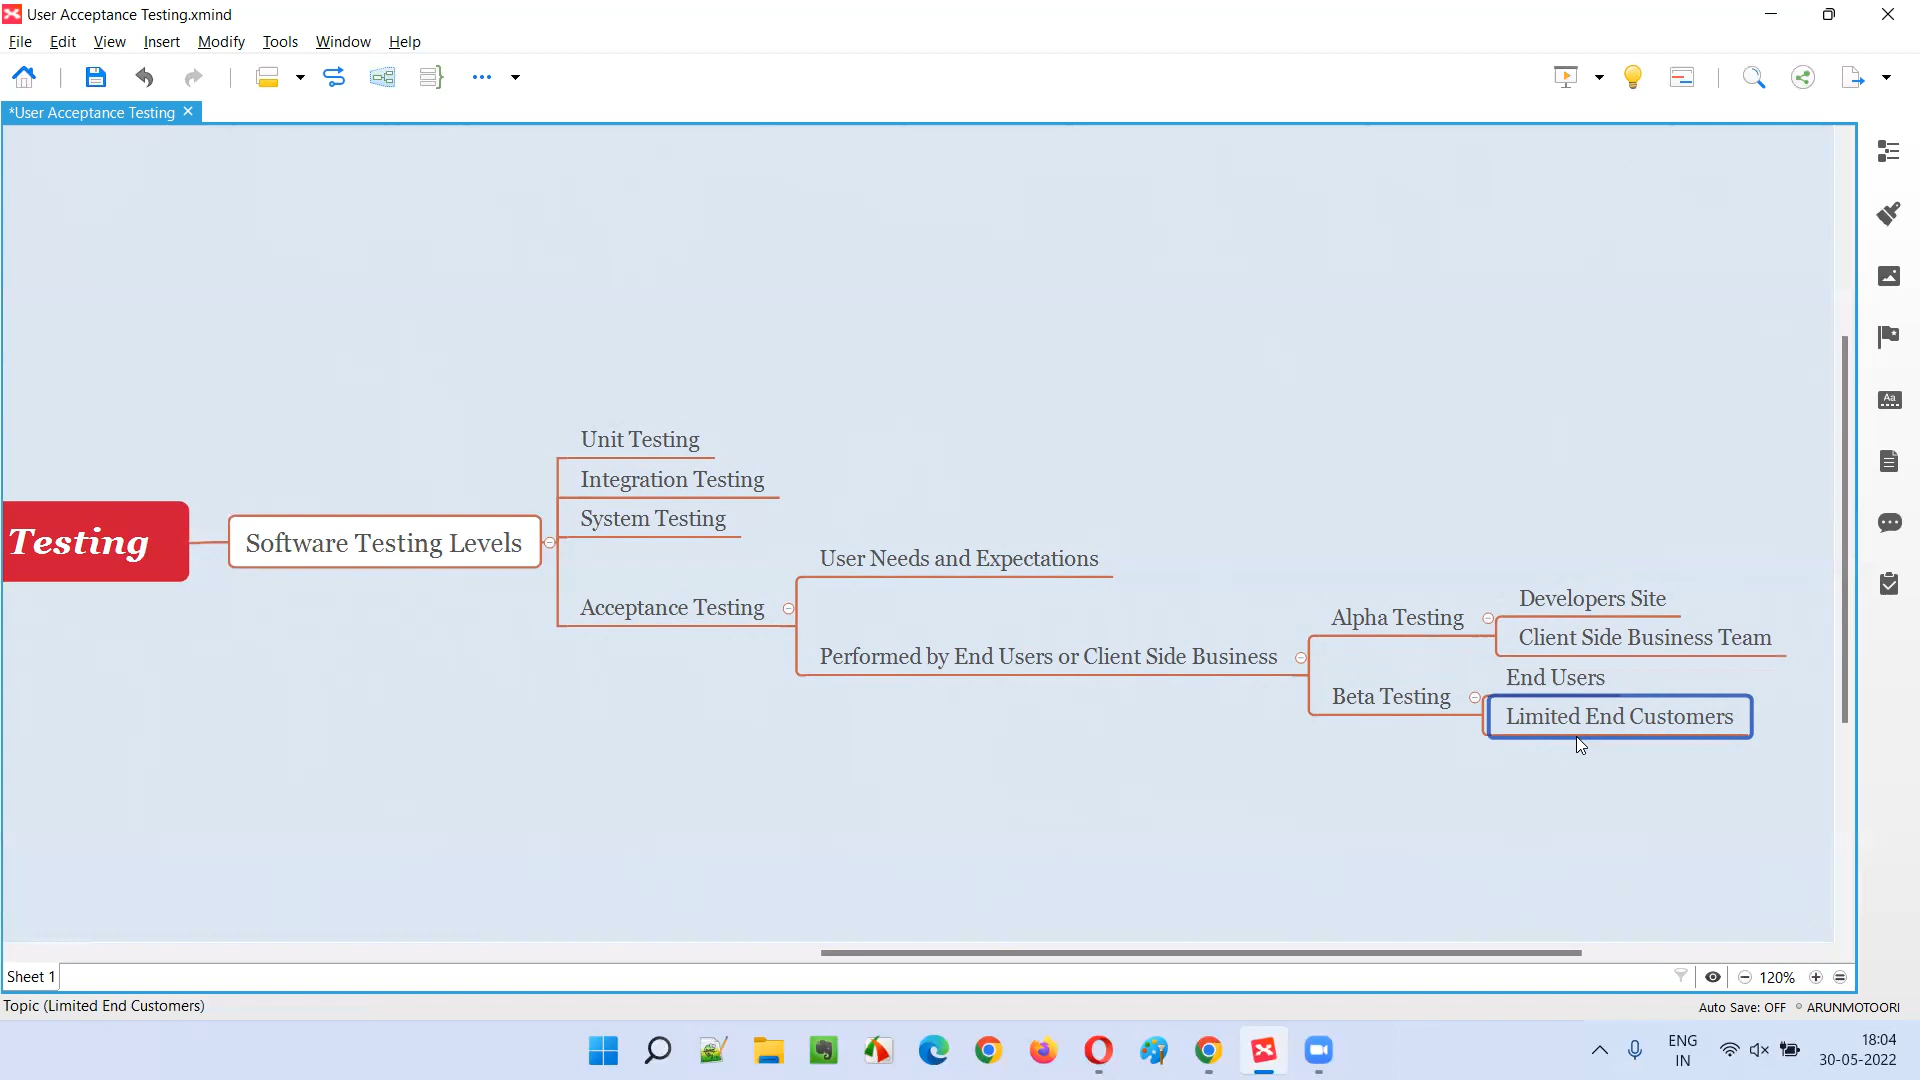 User Acceptance Testing.xmind
File Edit View Insert Modify Tools Window Help
*User Acceptance Testing
Testing
Software Testing Levels
Unit Testing
Integration Testing
System Testing
Acceptance Testing
User Needs and Expectations
Performed by End Users or Client Side Business
Alpha Testing
Developers Site
Client Side Business Team
Beta Testing
End Users
Limited End Customers
Aa
Sheet 1
120%
Topic (Limited End Customers)
Auto Save: OFF ARUNMOTOORI
ENG
IN
18:04
30-05-2022